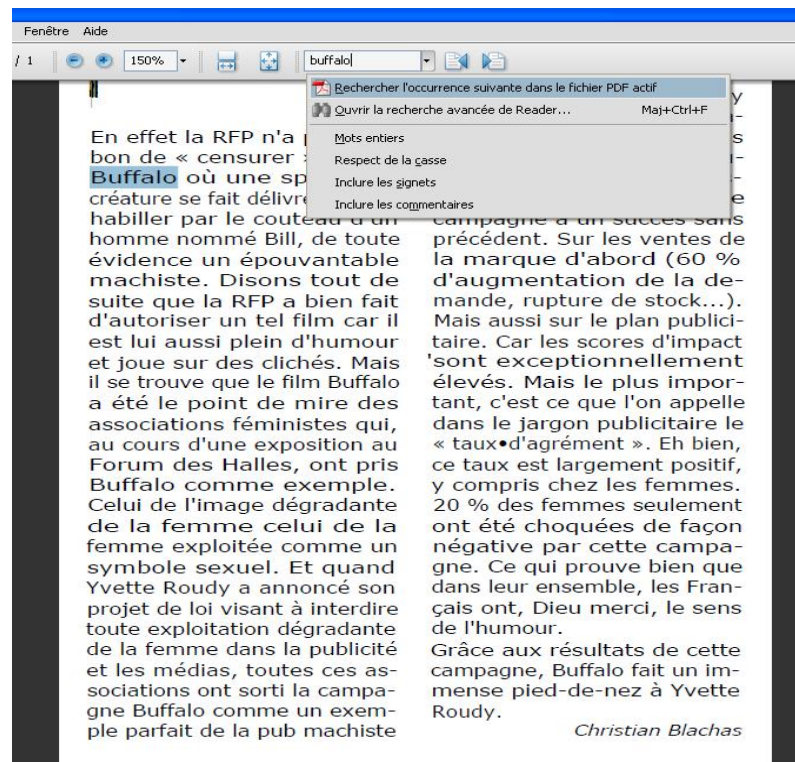 Fenêtre Aide
/ 1 150% buffalo
Rechercher l'occurrence suivante dans le fichier PDF actif
Ouvrir la recherche avancée de Reader... Maj+Ctrl+F
Mots entiers
Respect de la casse
Inclure les signets
Inclure les commentaires
En effet la RFP n'a
bon de « censurer »
Buffalo où une sp
créature se fait délivre
habiller par le couteau d'un
homme nommé Bill, de toute
évidence un épouvantable
machiste. Disons tout de
suite que la RFP a bien fait
d'autoriser un tel film car il
est lui aussi plein d'humour
et joue sur des clichés. Mais
il se trouve que le film Buffalo
a été le point de mire des
associations féministes qui,
au cours d'une exposition au
Forum des Halles, ont pris
Buffalo comme exemple.
Celui de l'image dégradante
de la femme celui de la
femme exploitée comme un
symbole sexuel. Et quand
Yvette Roudy a annoncé son
projet de loi visant à interdire
toute exploitation dégradante
de la femme dans la publicité
et les médias, toutes ces as-
sociations ont sorti la campa-
gne Buffalo comme un exem-
ple parfait de la pub machiste
campagne a un succès sans
précédent. Sur les ventes de
la marque d'abord (60 %
d'augmentation de la de-
mande, rupture de stock...).
Mais aussi sur le plan publici-
taire. Car les scores d'impact
'sont exceptionnellement
élevés. Mais le plus impor-
tant, c'est ce que l'on appelle
dans le jargon publicitaire le
« taux•d'agrément ». Eh bien,
ce taux est largement positif,
y compris chez les femmes.
20 % des femmes seulement
ont été choquées de façon
négative par cette campa-
gne. Ce qui prouve bien que
dans leur ensemble, les Fran-
çais ont, Dieu merci, le sens
de l'humour.
Grâce aux résultats de cette
campagne, Buffalo fait un im-
mense pied-de-nez à Yvette
Roudy.
Christian Blachas